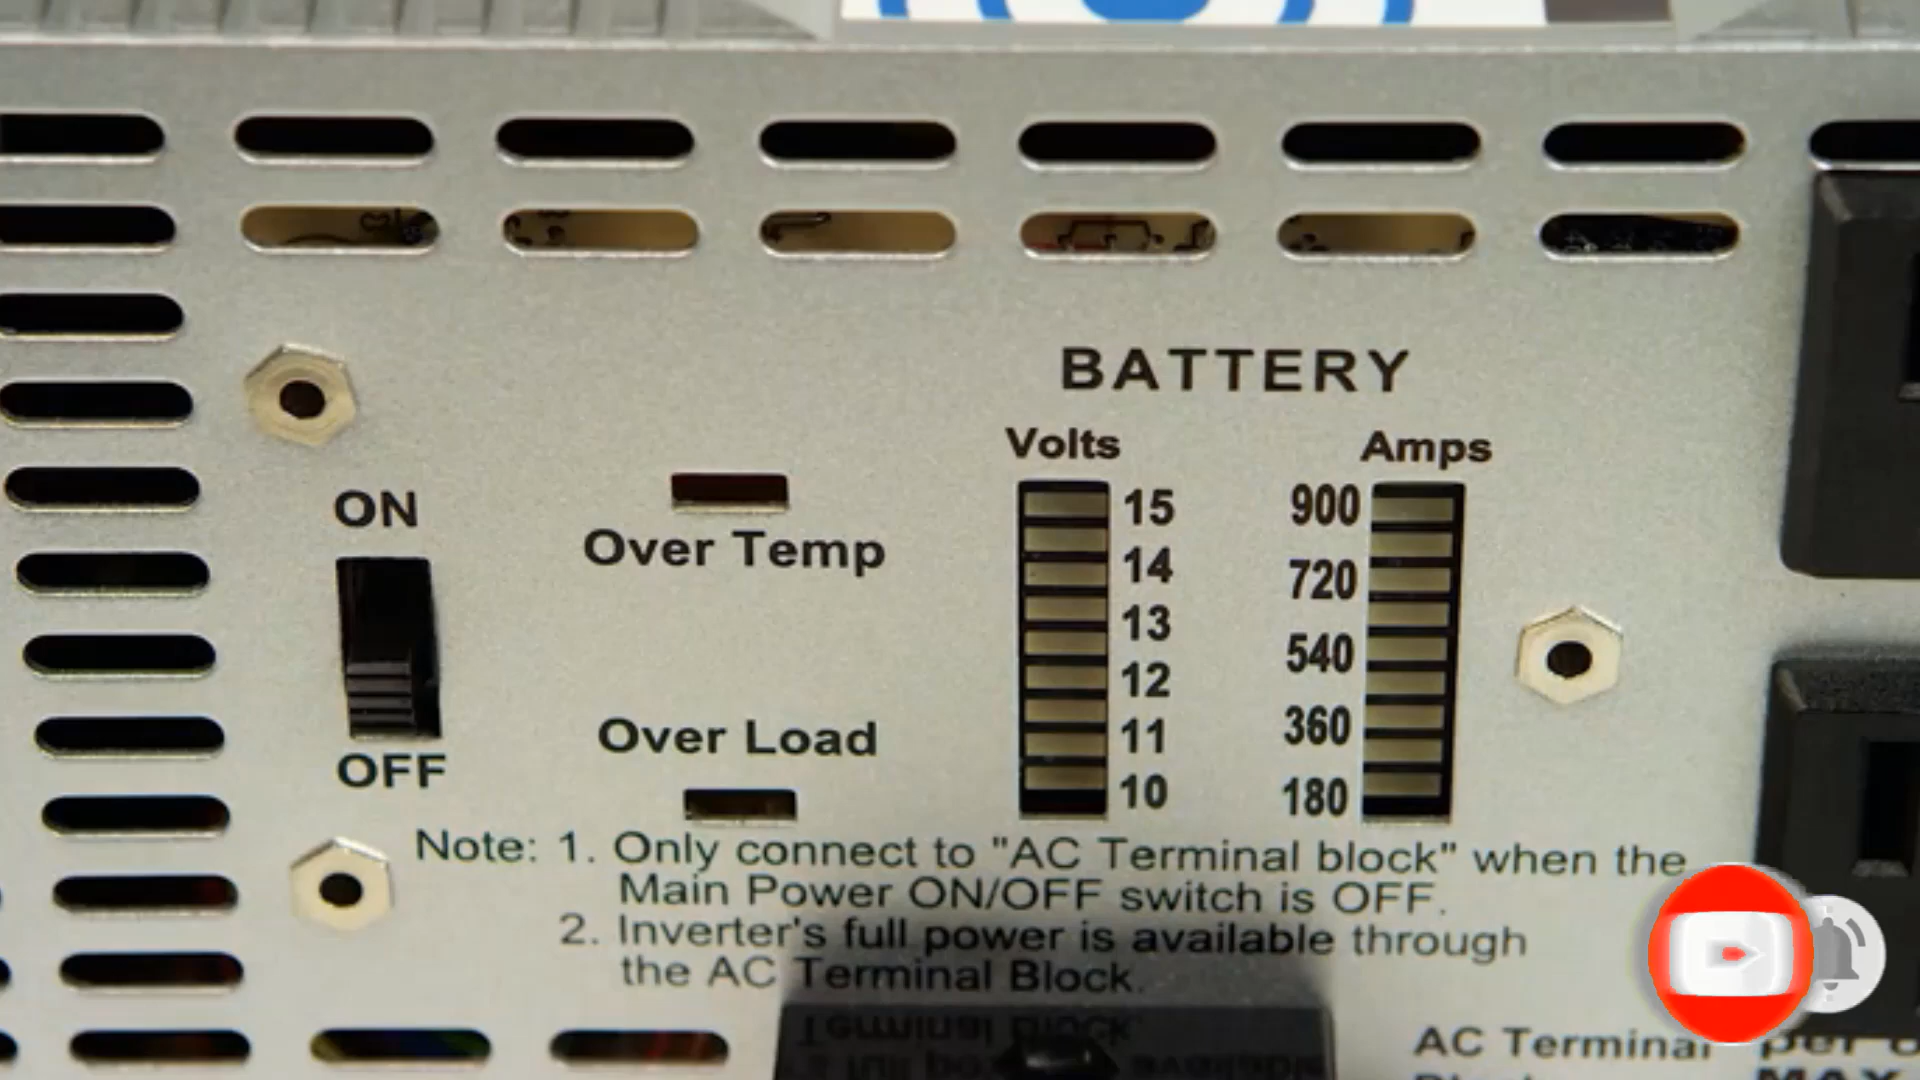 BATTERY
Volts
Amps
ON
Over Temp
OFF
Over Load
15
14
13
12
11
10
900
720
540
360
180
Note: 1. Only connect to "AC Terminal block" when the
Main Power ON/OFF switch is OFF.
2. Inverter's full power is available through
the AC Terminal Block.
AC Terminal
per
MAX